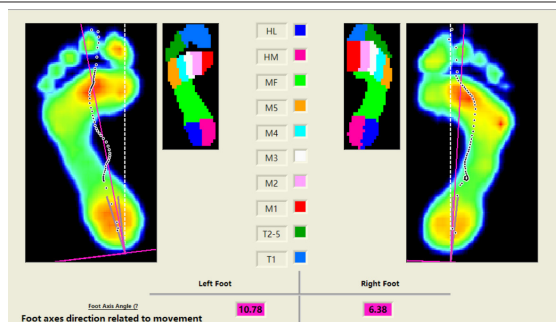 HL
HM
MF
M5
M4
M3
M2
M1
T2-5
T1
Left Foot
Right Foot
Foot Axis Angle (?
10.78
6.38
Foot axes direction related to movement